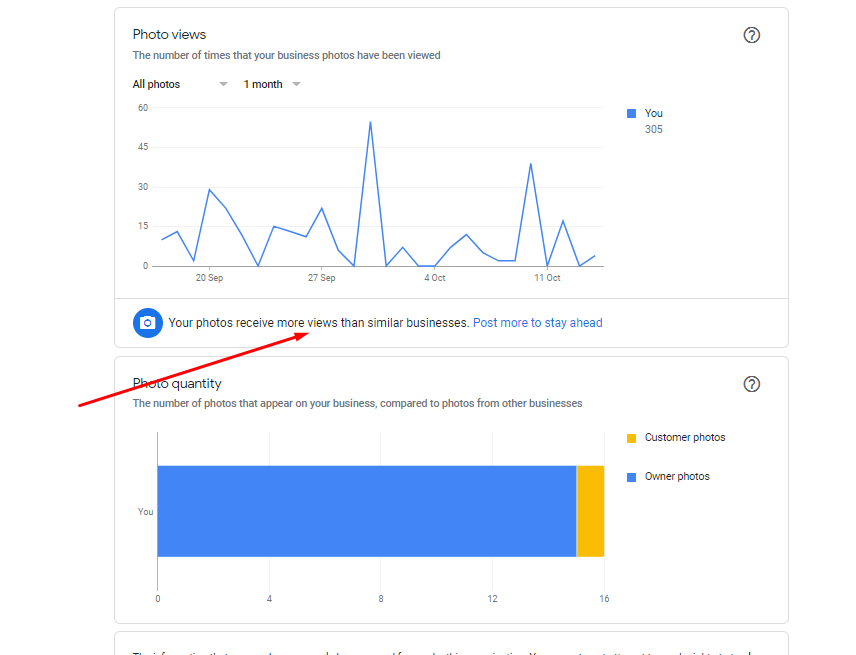 Photo views
The number of times that your business photos have been viewed
All photos
1 month
60
45
30
15
0
20 Sep
27 Sep
4 Oct
11 Oct
You
305
Your photos receive more views than similar businesses. Post more to stay ahead
Photo quantity
The number of photos that appear on your business, compared to photos from other businesses
Customer photos
Owner photos
You
0
4
8
12
16